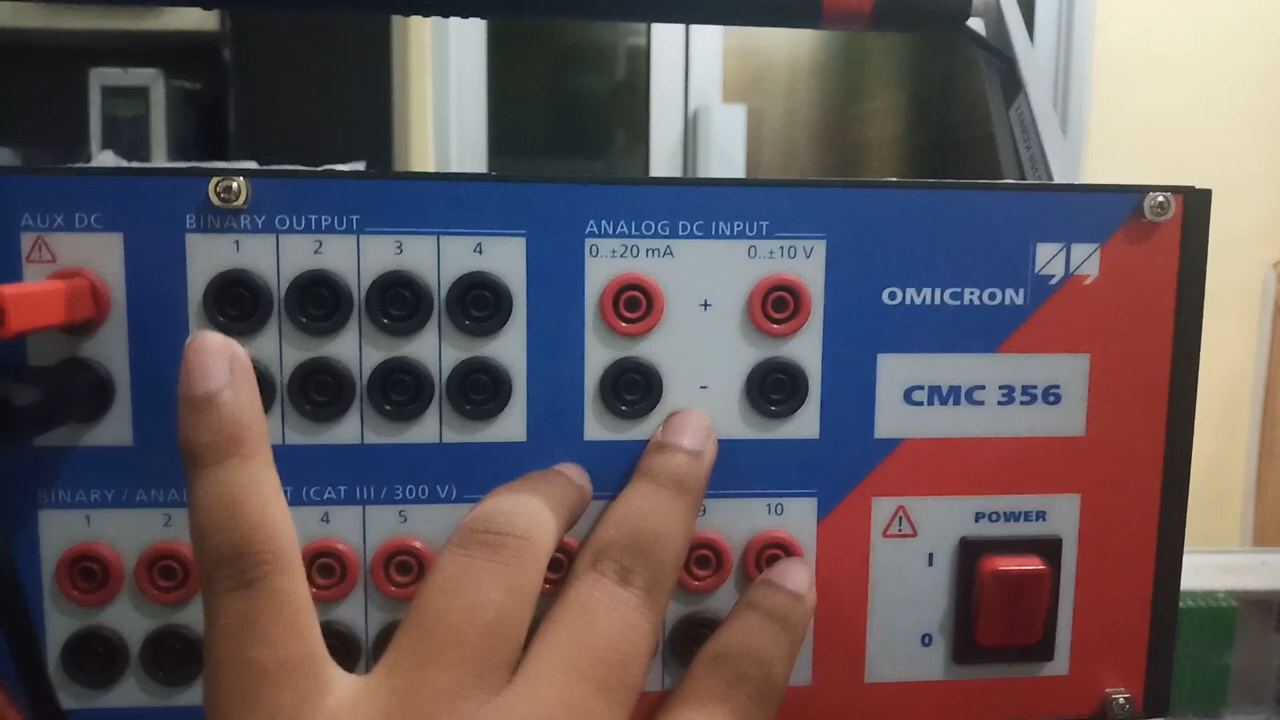 AUX DC
BINARY OUTPUT
ANALOG DC INPUT
1 2 3 4
0..±20 mA
0..±10 V
+
-
OMICRON
CMC 356
BINARY / ANAL T (CAT III / 300 V)
1 2 4 5 9 10
POWER
I
0